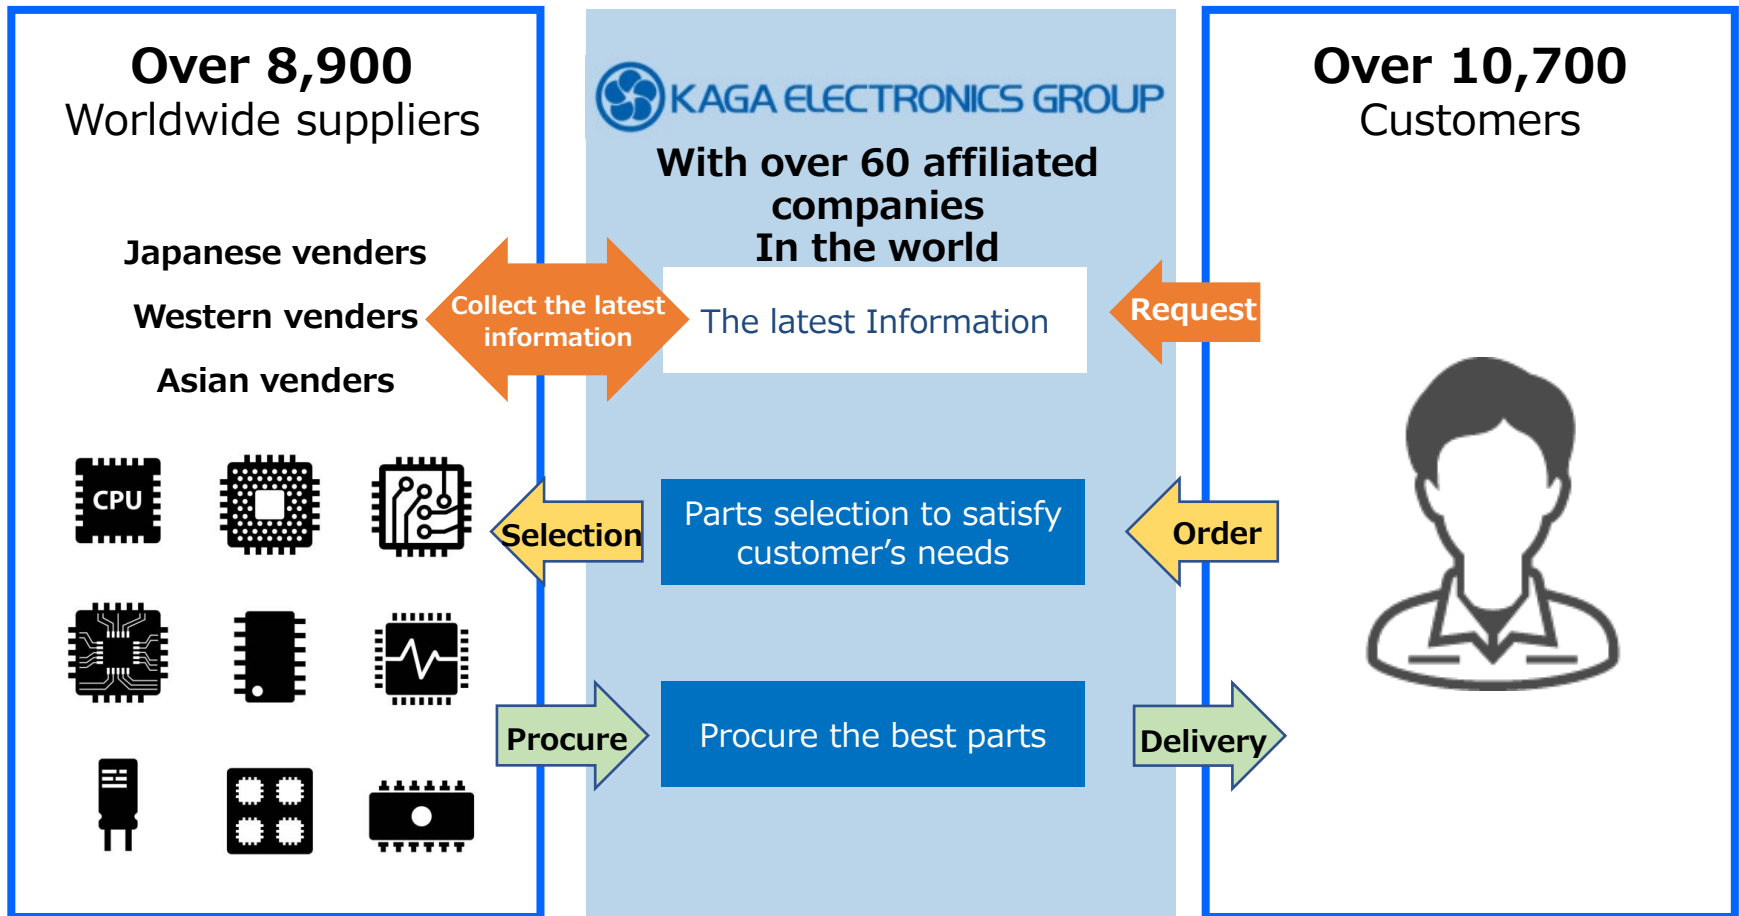 Over 8,900
Worldwide suppliers
Japanese venders
Western venders
Asian venders
CPU
KAGA ELECTRONICS GROUP
With over 60 affiliated
companies
In the world
Collect the latest
information
The latest Information
Request
Selection
Parts selection to satisfy
customer’s needs
Order
Procure
Procure the best parts
Delivery
Over 10,700
Customers